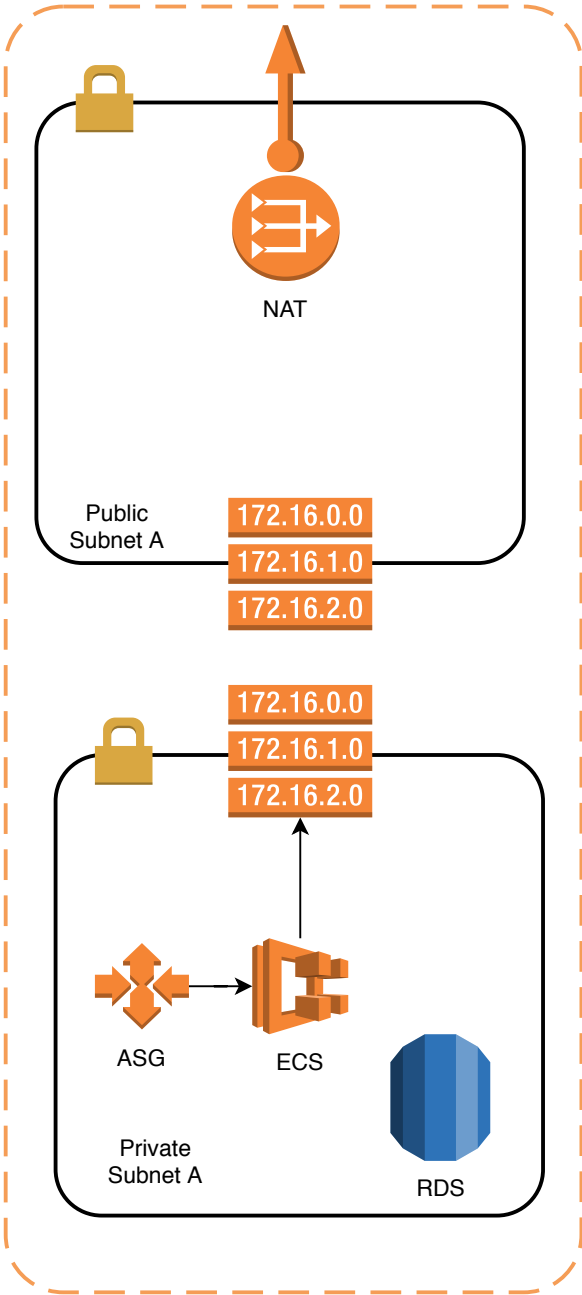 NAT
Public
Subnet A
172.16.0.0
172.16.1.0
172.16.2.0
172.16.0.0
172.16.1.0
172.16.2.0
ASG
ECS
Private
Subnet A
RDS